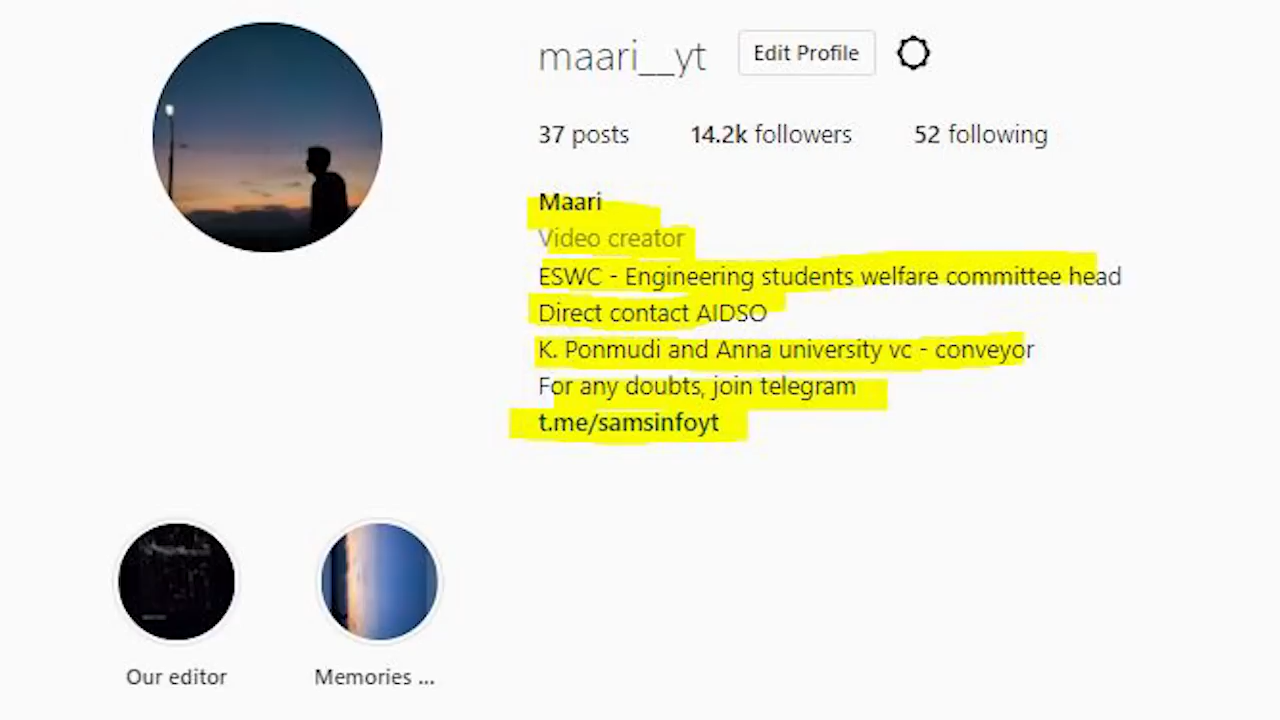 maari__yt
Edit Profile
37 posts 14.2k followers 52 following
Maari
Video creator
ESWC - Engineering students welfare committee head
Direct contact AIDSO
K. Ponmudi and Anna university vc - conveyor
For any doubts, join telegram
t.me/samsinfoyt
Our editor
Memories ...